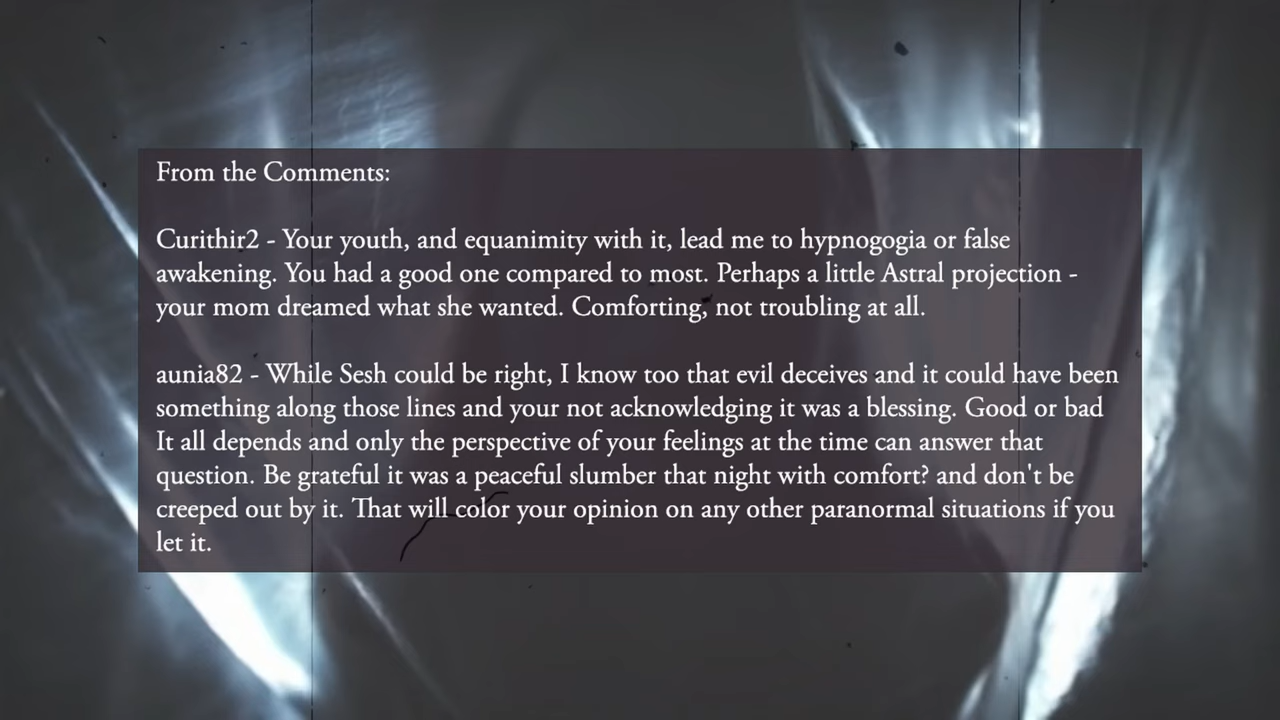 From the Comments:
Curithir2 - Your youth, and equanimity with it, lead me to hypnogogia or false
awakening. You had a good one compared to most. Perhaps a little Astral projection -
your mom dreamed what she wanted. Comforting, not troubling at all.
aunia82 - While Sesh could be right, I know too that evil deceives and it could have been
something along those lines and your not acknowledging it was a blessing. Good or bad
It all depends and only the perspective of your feelings at the time can answer that
question. Be grateful it was a peaceful slumber that night with comfort? and don't be
creeped out by it. That will color your opinion on any other paranormal situations if you
let it.